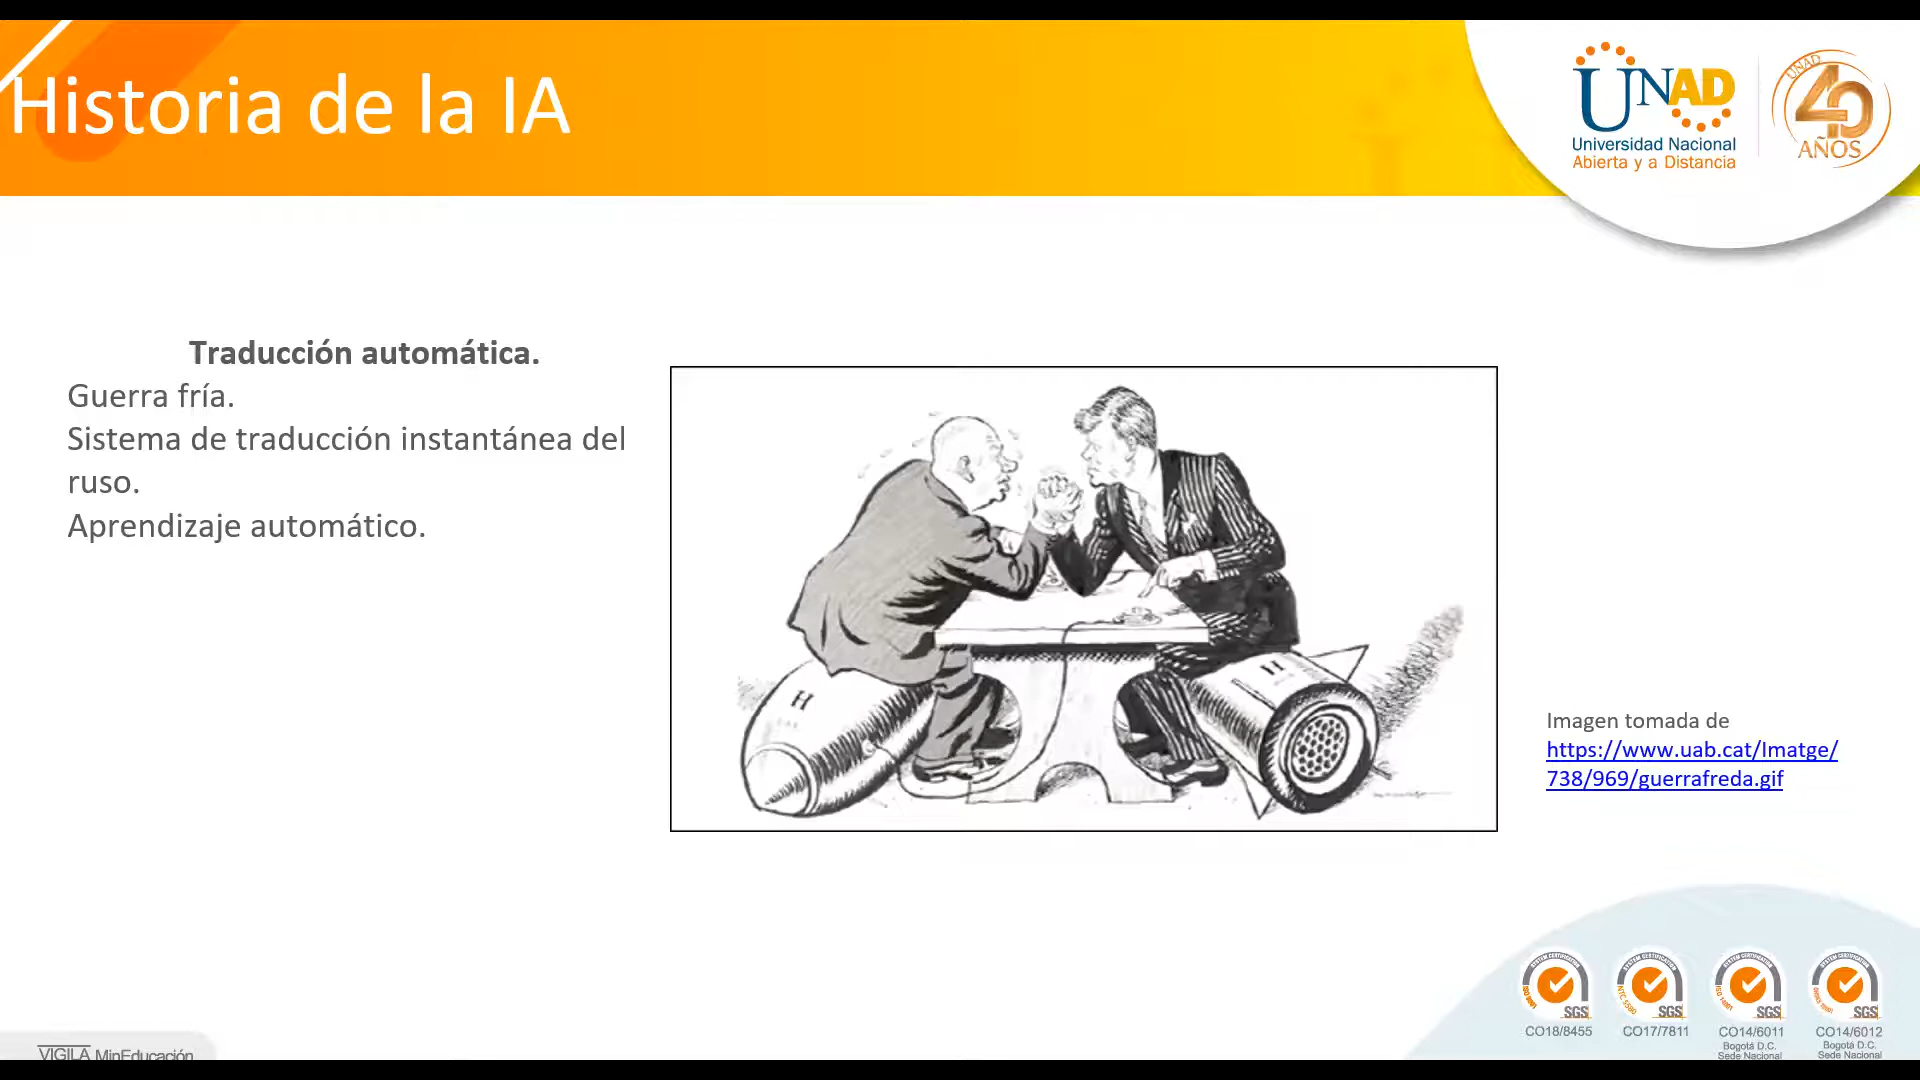 Historia de la IA
UNAD
Universidad Nacional
Abierta y a Distancia
UNAD
40
AÑOS
Traducción automática.
Guerra fría.
Sistema de traducción instantánea del
ruso.
Aprendizaje automático.
H
H
Imagen tomada de
https://www.uab.cat/Imatge/
738/969/guerrafreda.gif
SGS
SGS
SGS
SGS
CO18/8455
CO17/7811
CO14/6011
CO14/6012
Bogotá D.C.
Bogotá D.C.
Sede Nacional
Sede Nacional
VIGILA MinEducación